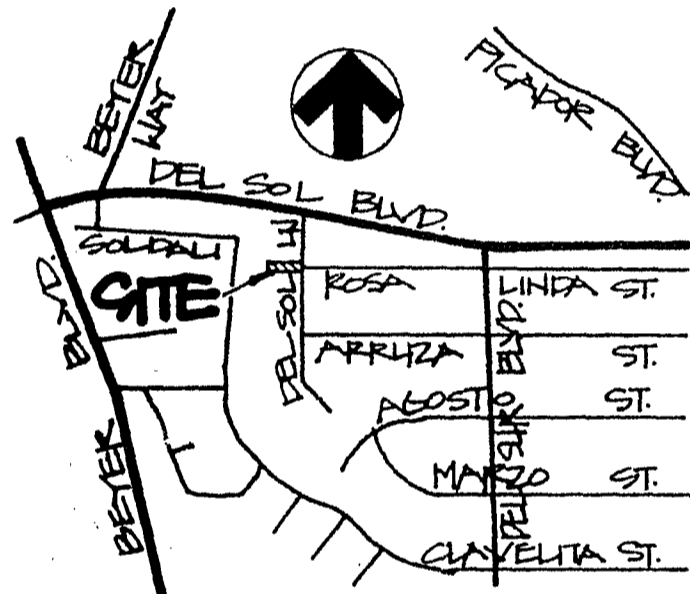 PICADOR BLVD.
BEYER WAY
DEL SOL BLVD.
SOLDALI
SITE
DEL SOL LN
ROSA LINDA ST.
ARRUZA ST.
AGOSTO ST.
MARZO ST.
CLAVELITA ST.
DEL SUR BLVD.
BEYER BLVD.